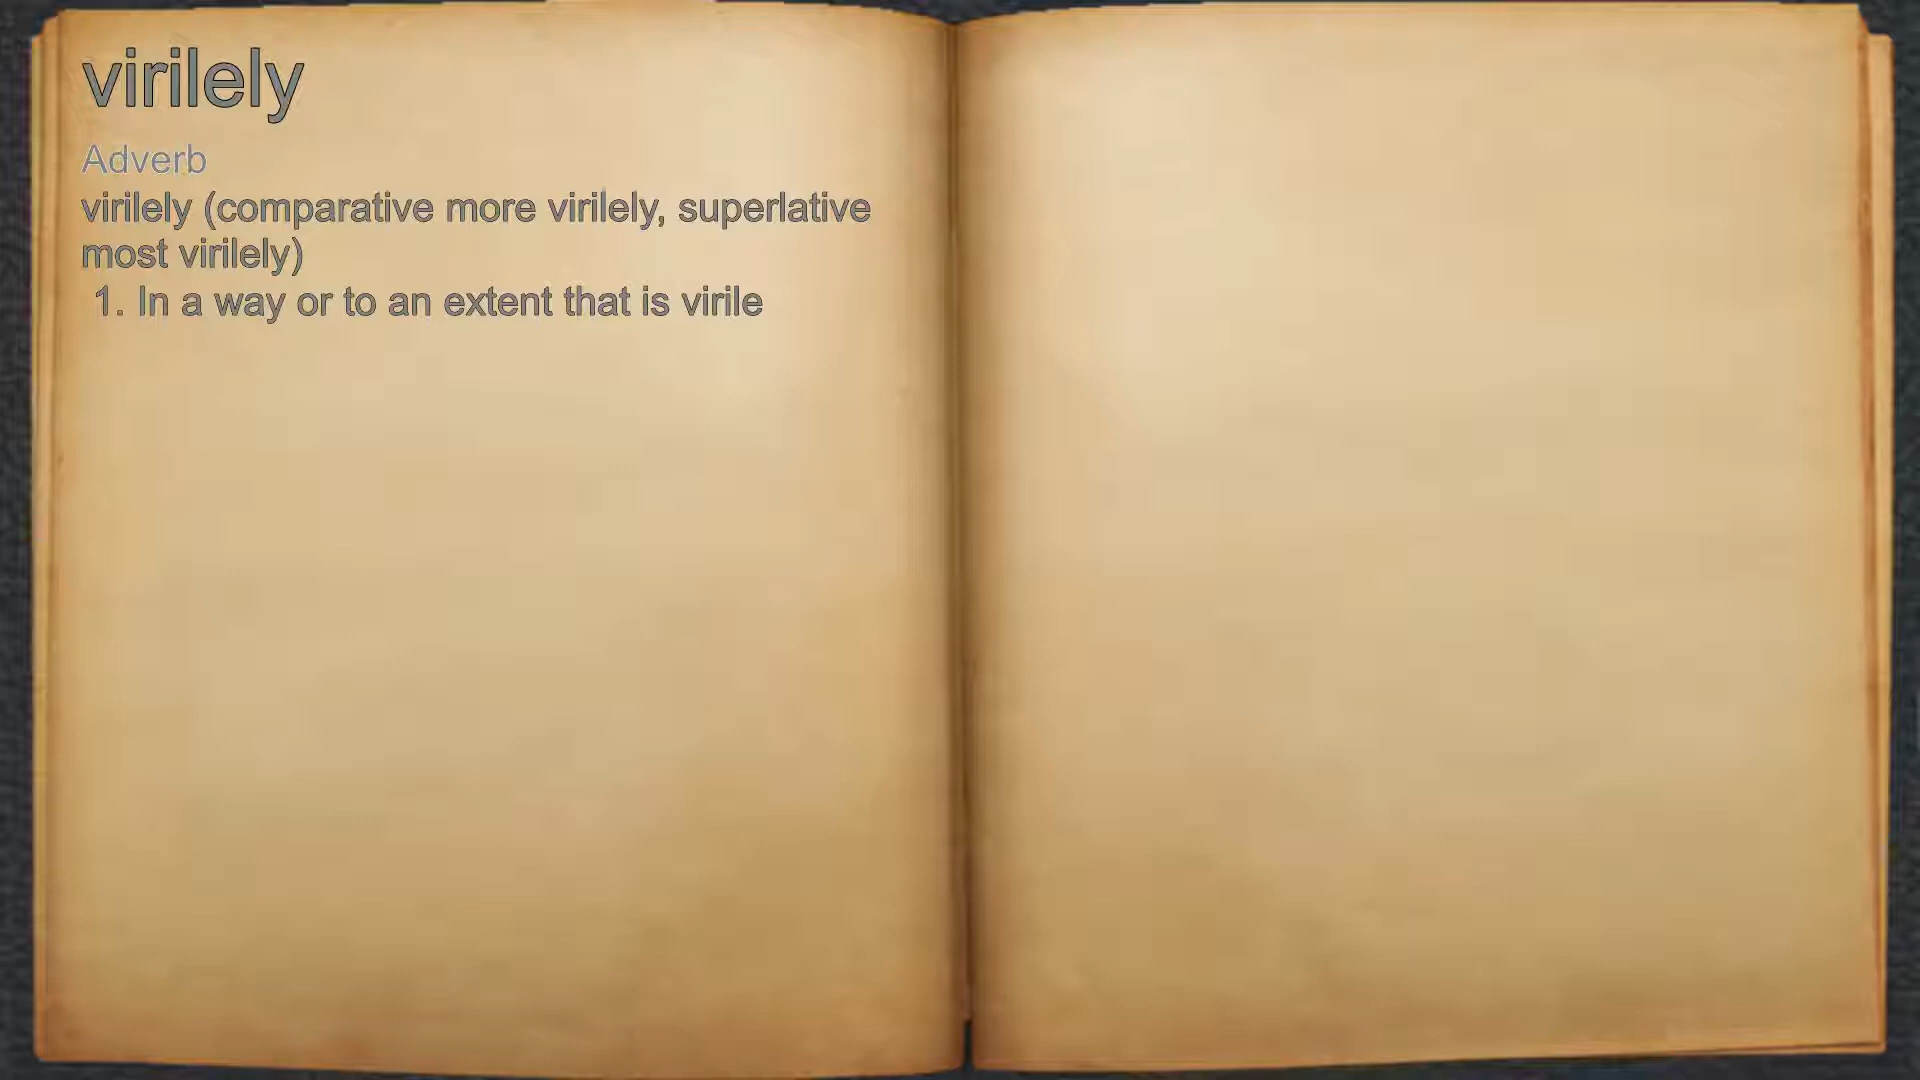 virilely
Adverb
virilely (comparative more virilely, superlative
most virilely)
1. In a way or to an extent that is virile